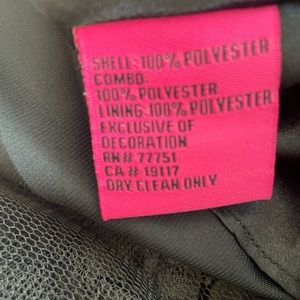 SHELL: 100% POLYESTER
COMBO:
100% POLYESTER
LINING: 100% POLYESTER
EXCLUSIVE OF
DECORATION
RN# 77751
CA# 19117
DRY CLEAN ONLY